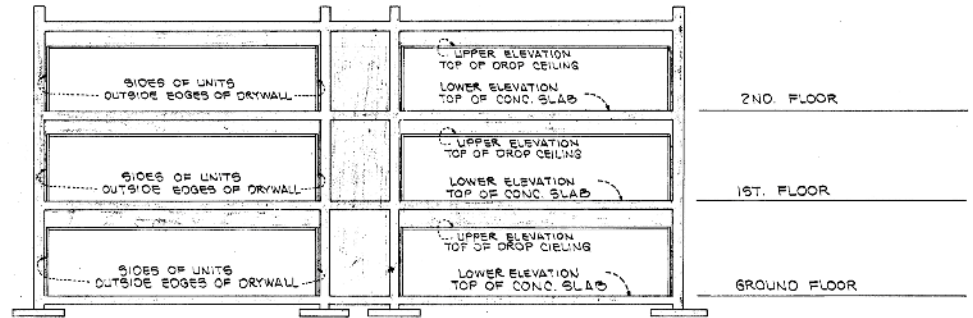 UPPER ELEVATION
TOP OF DROP CEILING
SIDES OF UNITS
OUTSIDE EDGES OF DRYWALL
LOWER ELEVATION
TOP OF CONC. SLAB
2ND. FLOOR
UPPER ELEVATION
TOP OF DROP CEILING
SIDES OF UNITS
OUTSIDE EDGES OF DRYWALL
LOWER ELEVATION
TOP OF CONC. SLAB
1ST. FLOOR
UPPER ELEVATION
TOP OF DROP CIELING
SIDES OF UNITS
OUTSIDE EDGES OF DRYWALL
LOWER ELEVATION
TOP OF CONC. SLAB
GROUND FLOOR